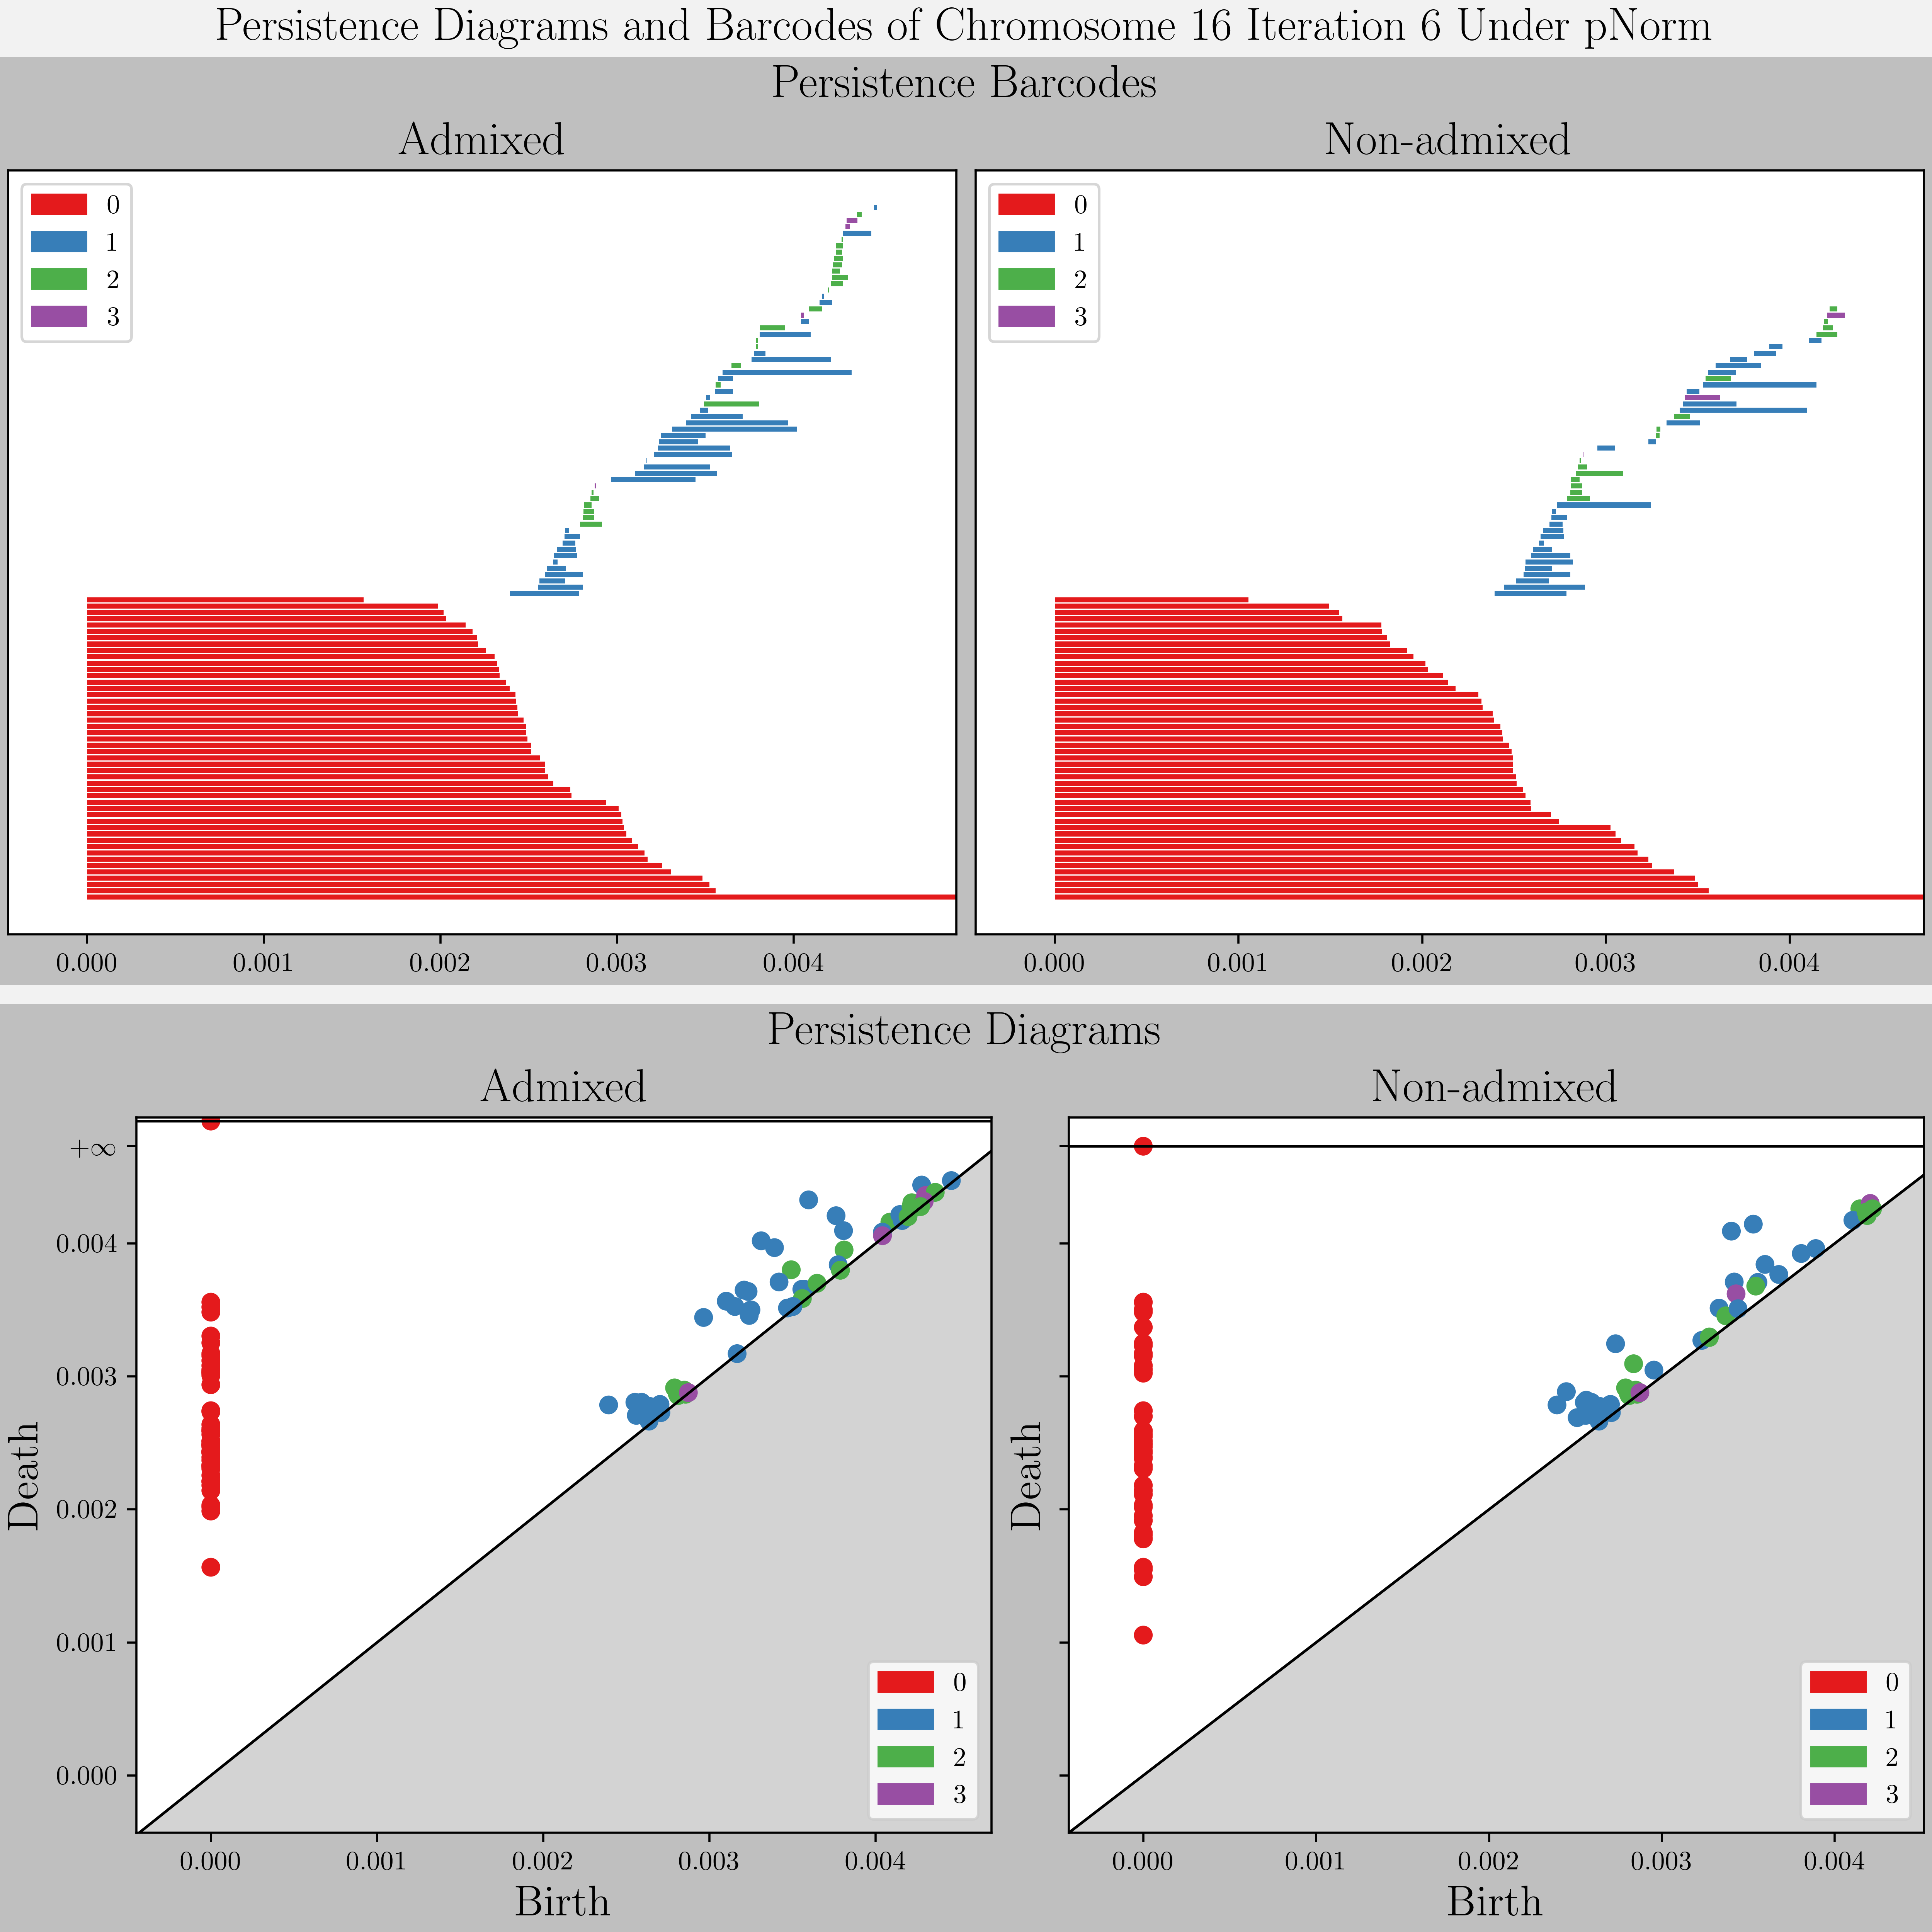 Persistence Diagrams and Barcodes of Chromosome 16 Iteration 6 Under pNorm
Persistence Barcodes
Admixed
Non-admixed
0
1
2
3
0
1
2
3
0.000 0.001 0.002 0.003 0.004
0.000 0.001 0.002 0.003 0.004
Persistence Diagrams
Admixed
Non-admixed
+∞
0.004
0.003
0.002
0.001
0.000
Death
Death
0
1
2
3
0
1
2
3
0.000 0.001 0.002 0.003 0.004
0.000 0.001 0.002 0.003 0.004
Birth
Birth